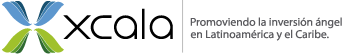 xcala
Promoviendo la inversión ángel
en Latinoamérica y el Caribe.